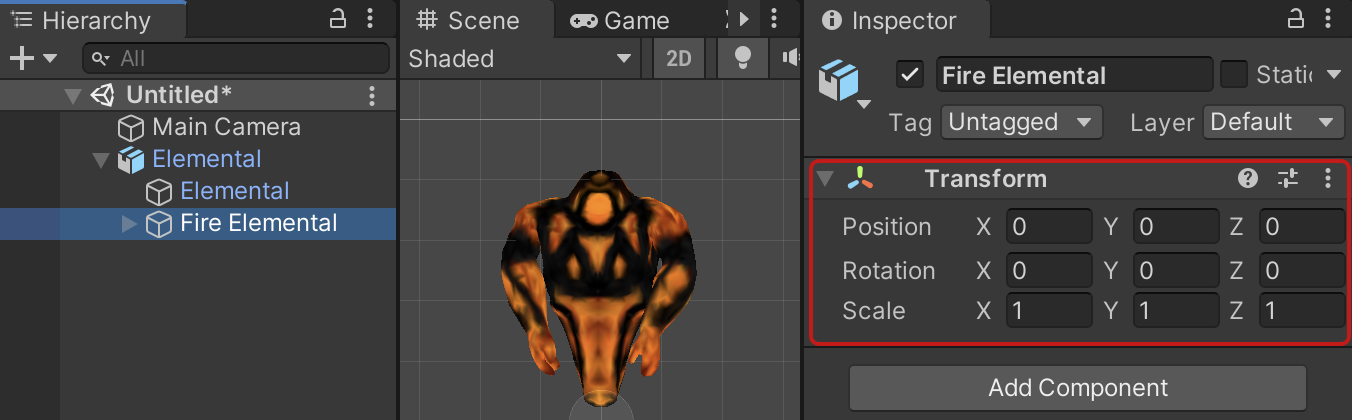 Hierarchy
All
Untitled*
Main Camera
Elemental
Elemental
Fire Elemental
Scene
Game
Shaded
2D
Inspector
Fire Elemental
Tag Untagged Layer Default
Transform
Position X 0 Y 0 Z 0
Rotation X 0 Y 0 Z 0
Scale X 1 Y 1 Z 1
Add Component